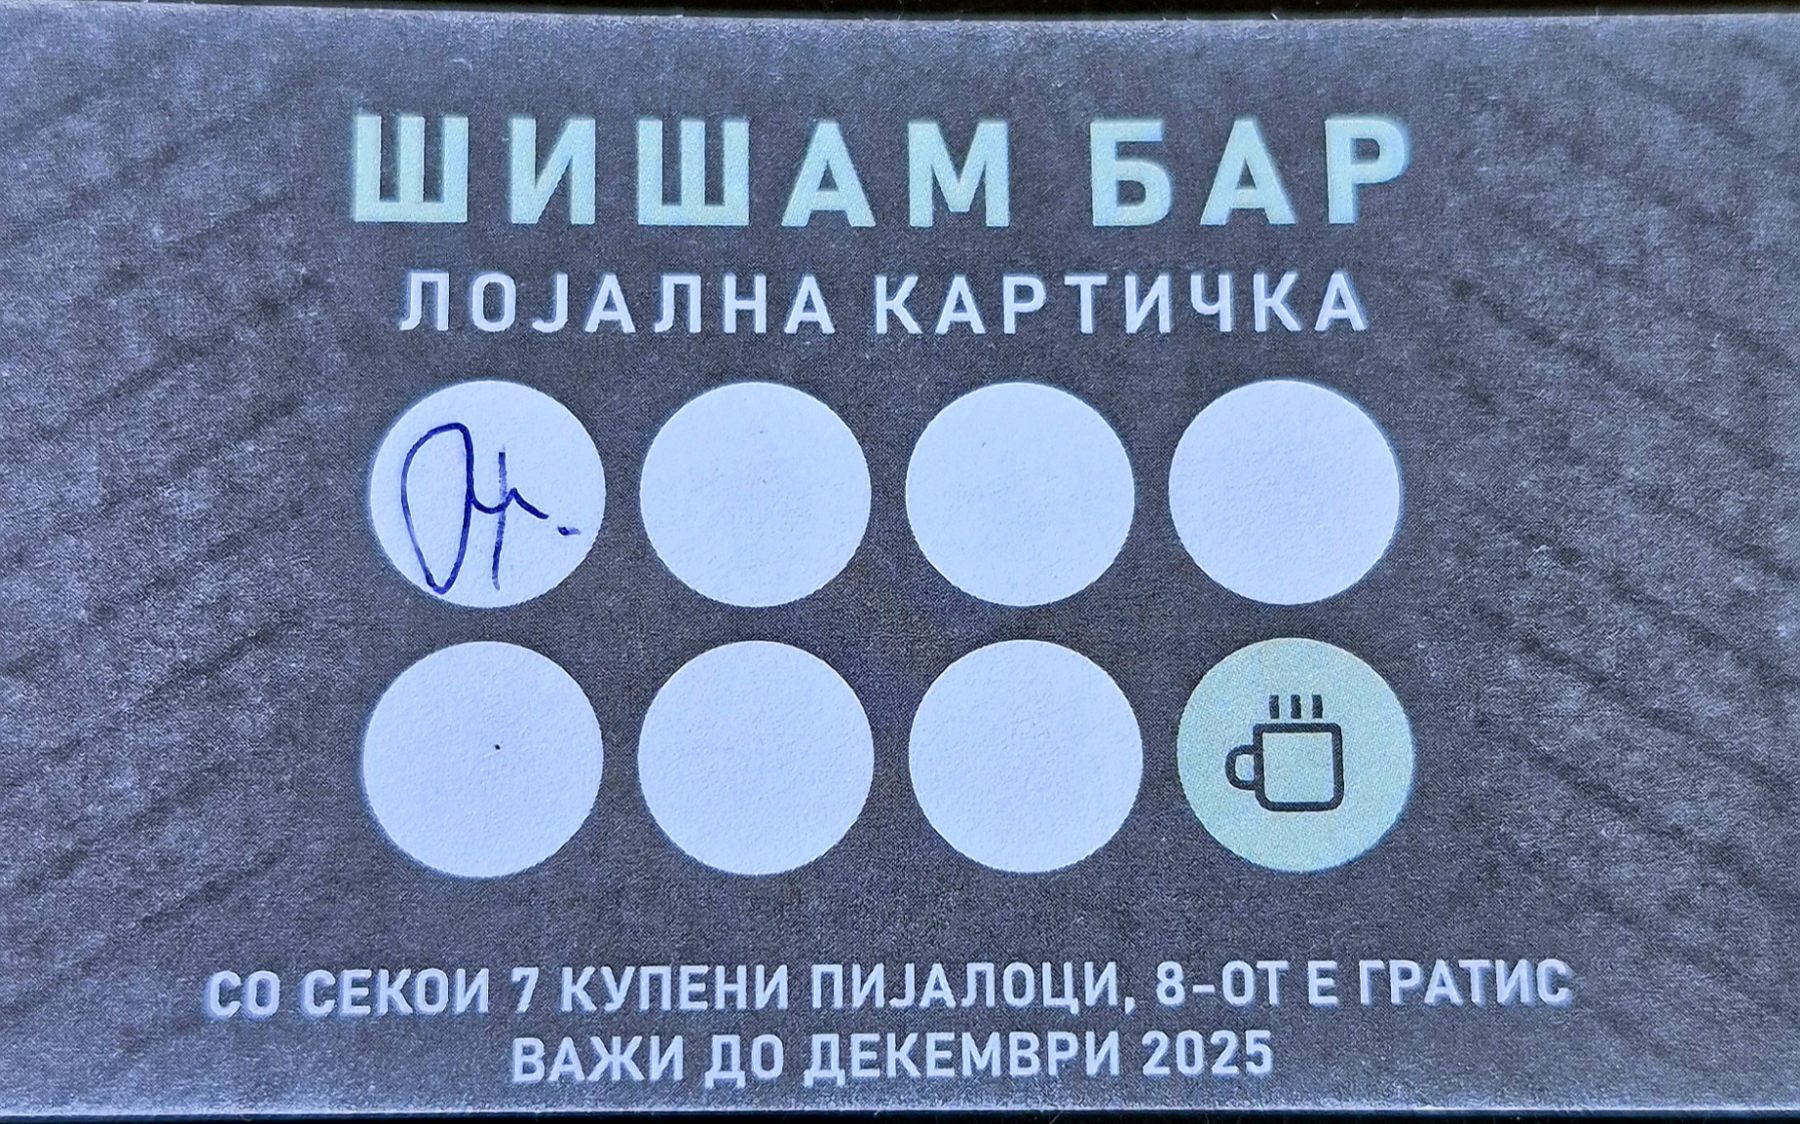 ШИШАМ БАР
ЛОЈАЛНА КАРТИЧКА
СО СЕКОИ 7 КУПЕНИ ПИЈАЛОЦИ, 8-ОТ Е ГРАТИС
ВАЖИ ДО ДЕКЕМВРИ 2025